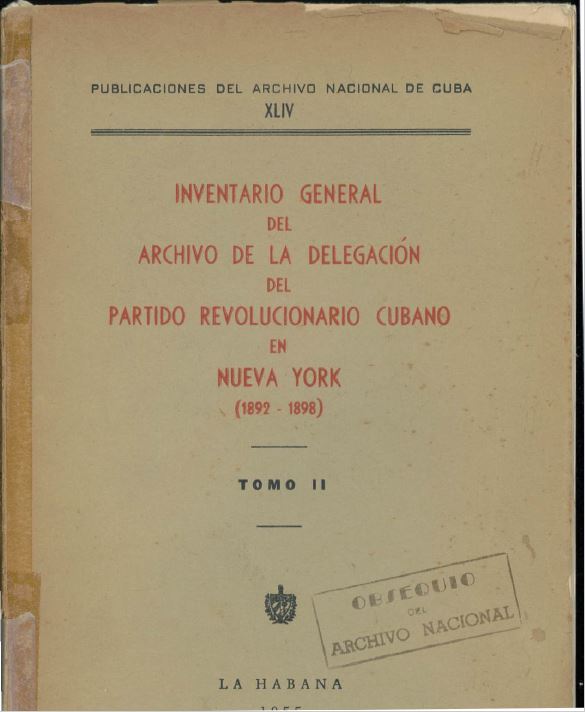 PUBLICACIONES DEL ARCHIVO NACIONAL DE CUBA
XLIV
INVENTARIO GENERAL
DEL
ARCHIVO DE LA DELEGACIÓN
DEL
PARTIDO REVOLUCIONARIO CUBANO
EN
NUEVA YORK
(1892 - 1898)
TOMO II
OBSEQUIO
DEL
ARCHIVO NACIONAL
LA HABANA
1955